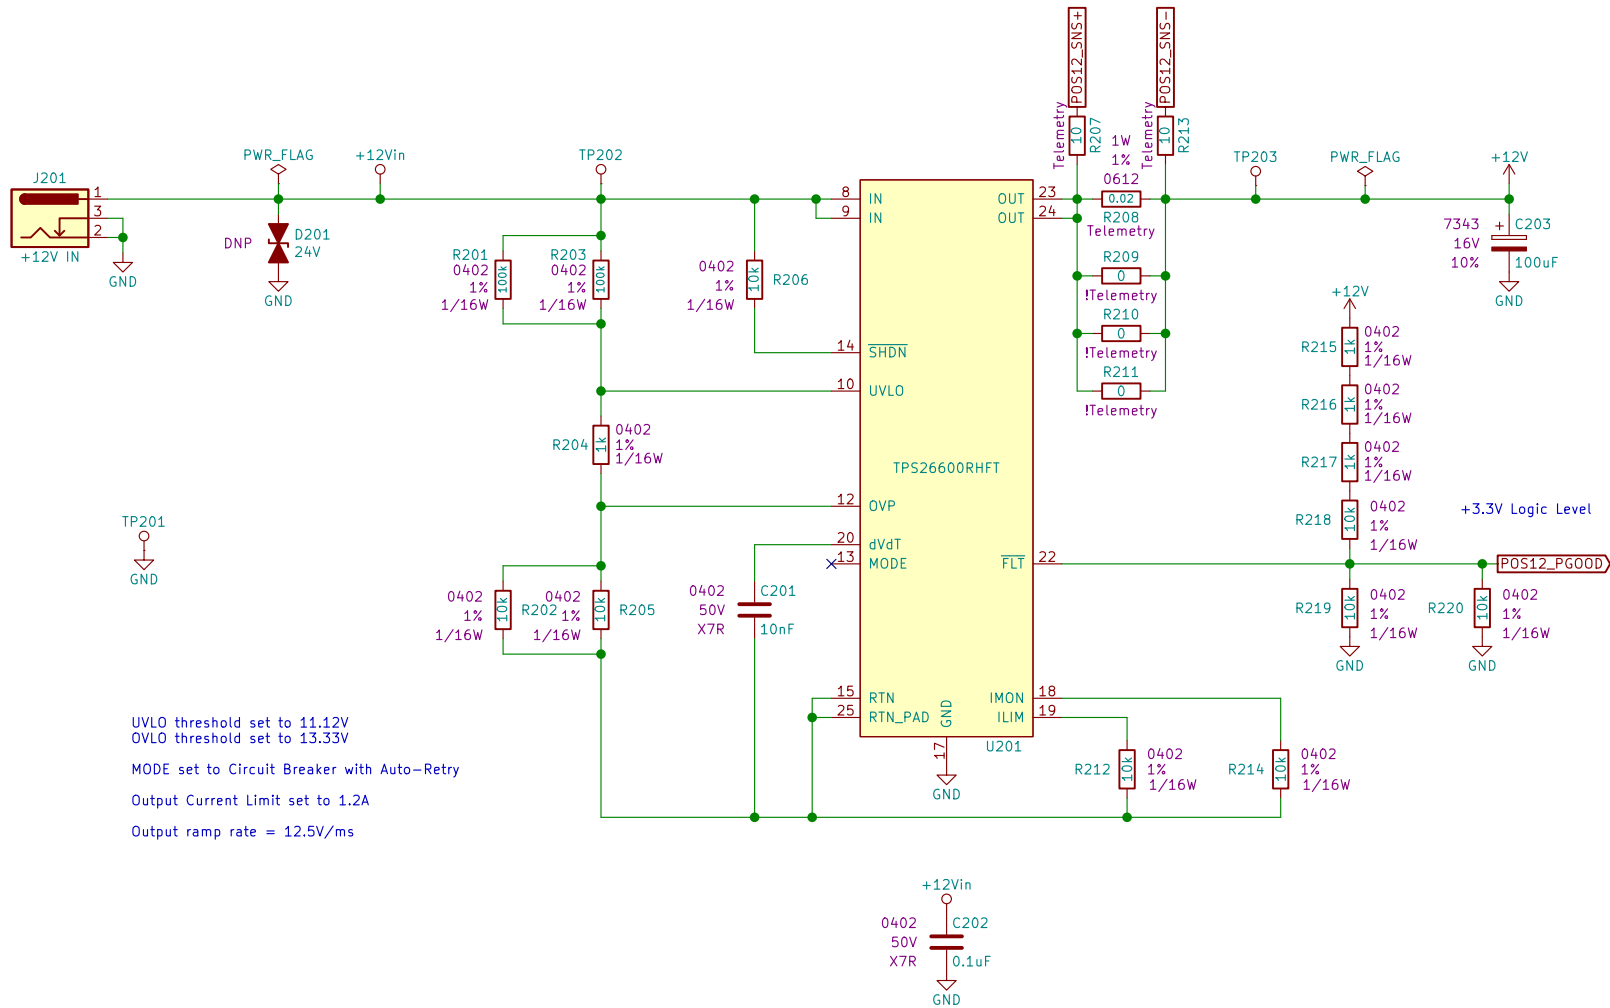 POS12_SNS+
POS12_SNS-
Telemetry
10
R207
Telemetry
10
R213
1W
1%
0612
0.02
R208
Telemetry
J201
1
3
2
+12V IN
GND
PWR_FLAG
DNP
D201
24V
GND
+12Vin
TP202
R201
0402
1%
1/16W
100k
R203
0402
1%
1/16W
100k
0402
1%
1/16W
10k
R206
8
IN
9
IN
14
SHDN
10
UVLO
12
OVP
20
dVdT
13
MODE
15
RTN
25
RTN_PAD
TPS26600RHFT
OUT
23
OUT
24
FLT
22
IMON
18
ILIM
19
GND
17
U201
GND
R209
0
!Telemetry
R210
0
!Telemetry
R211
0
!Telemetry
TP203
PWR_FLAG
+12V
7343
16V
10%
+
C203
100uF
GND
+12V
R215
1k
0402
1%
1/16W
R216
1k
0402
1%
1/16W
R217
1k
0402
1%
1/16W
R218
10k
0402
1%
1/16W
+3.3V Logic Level
POS12_PGOOD
R219
10k
0402
1%
1/16W
GND
R220
10k
0402
1%
1/16W
GND
R204
1k
0402
1%
1/16W
TP201
GND
0402
1%
1/16W
10k
R202
0402
1%
1/16W
10k
R205
0402
50V
X7R
C201
10nF
R212
10k
0402
1%
1/16W
R214
10k
0402
1%
1/16W
UVLO threshold set to 11.12V
OVLO threshold set to 13.33V
MODE set to Circuit Breaker with Auto-Retry
Output Current Limit set to 1.2A
Output ramp rate = 12.5V/ms
+12Vin
0402
50V
X7R
C202
0.1uF
GND